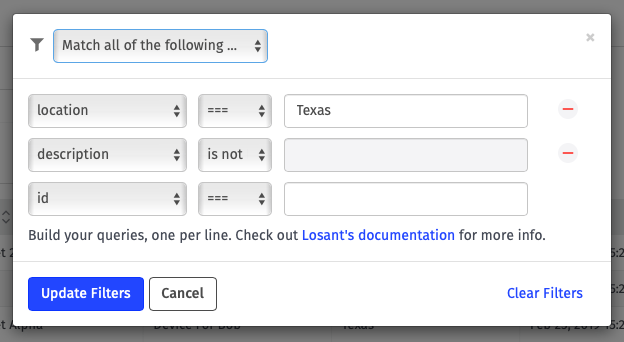 Match all of the following ...
×
location === Texas
description is not
id ===
Build your queries, one per line. Check out Losant's documentation for more info.
Update Filters Cancel Clear Filters